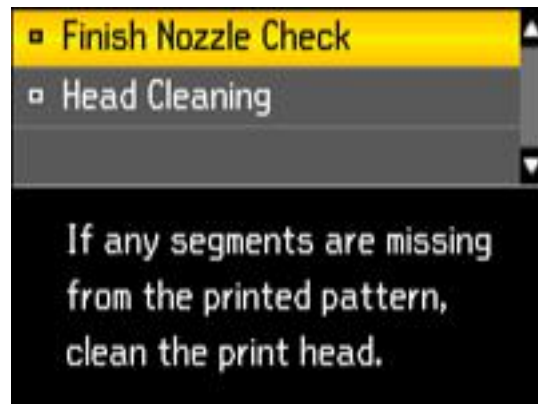 Finish Nozzle Check
Head Cleaning
If any segments are missing
from the printed pattern,
clean the print head.